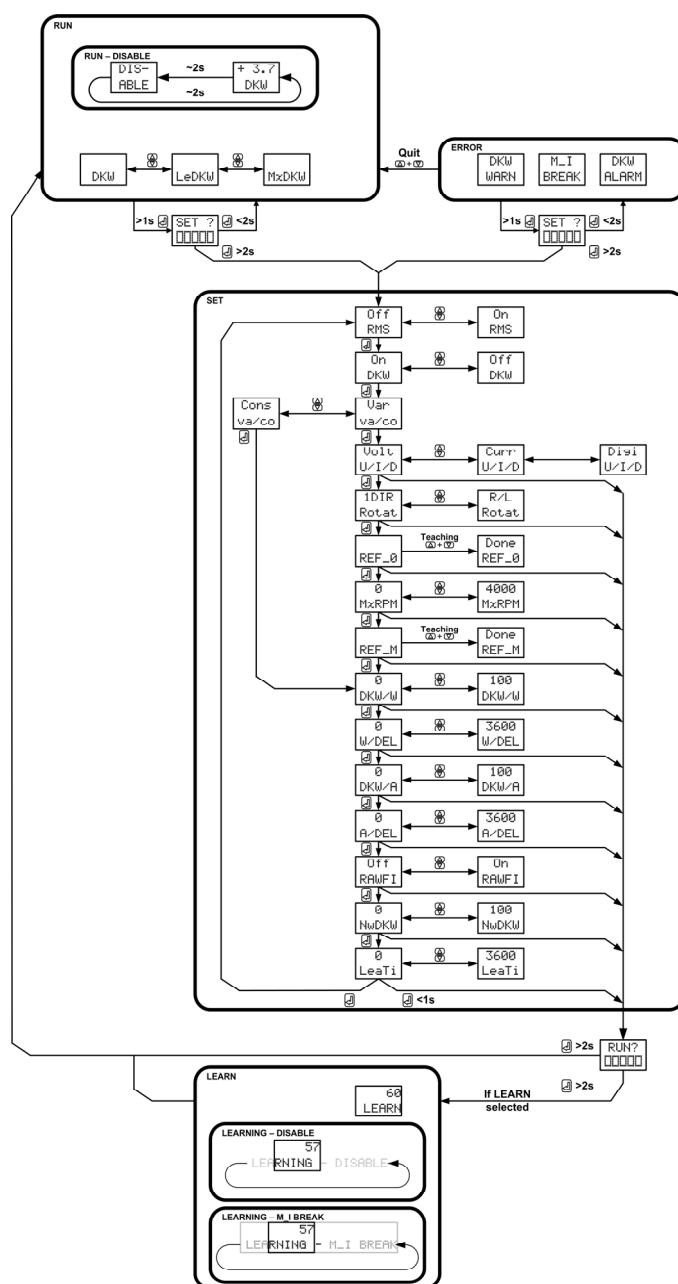 RUN
RUN – DISABLE
DIS-
ABLE
~2s
~2s
+ 3.7
DKW
DKW
LeDKW
MxDKW
>1s
SET ?
<2s
>2s
Quit
+
ERROR
DKW
WARN
M_I
BREAK
DKW
ALARM
>1s
SET ?
<2s
>2s
SET
Off
RMS
On
RMS
On
DKW
Off
DKW
Cons
va/co
Var
va/co
Volt
U/I/D
Curr
U/I/D
Digi
U/I/D
1DIR
Rotat
R/L
Rotat
REF_0
Teaching
+
Done
REF_0
0
MxRPM
4000
MxRPM
REF_M
Teaching
+
Done
REF_M
0
DKW/W
100
DKW/W
0
W/DEL
3600
W/DEL
0
DKW/A
100
DKW/A
0
A/DEL
3600
A/DEL
Off
RAWFI
On
RAWFI
0
NwDKW
100
NwDKW
0
LeaTi
3600
LeaTi
<1s
>2s
RUN?
>2s
If LEARN
selected
LEARN
60
LEARN
LEARNING – DISABLE
57
LEARNING - DISABLE
LEARNING – M_I BREAK
57
LEARNING - M_I BREAK